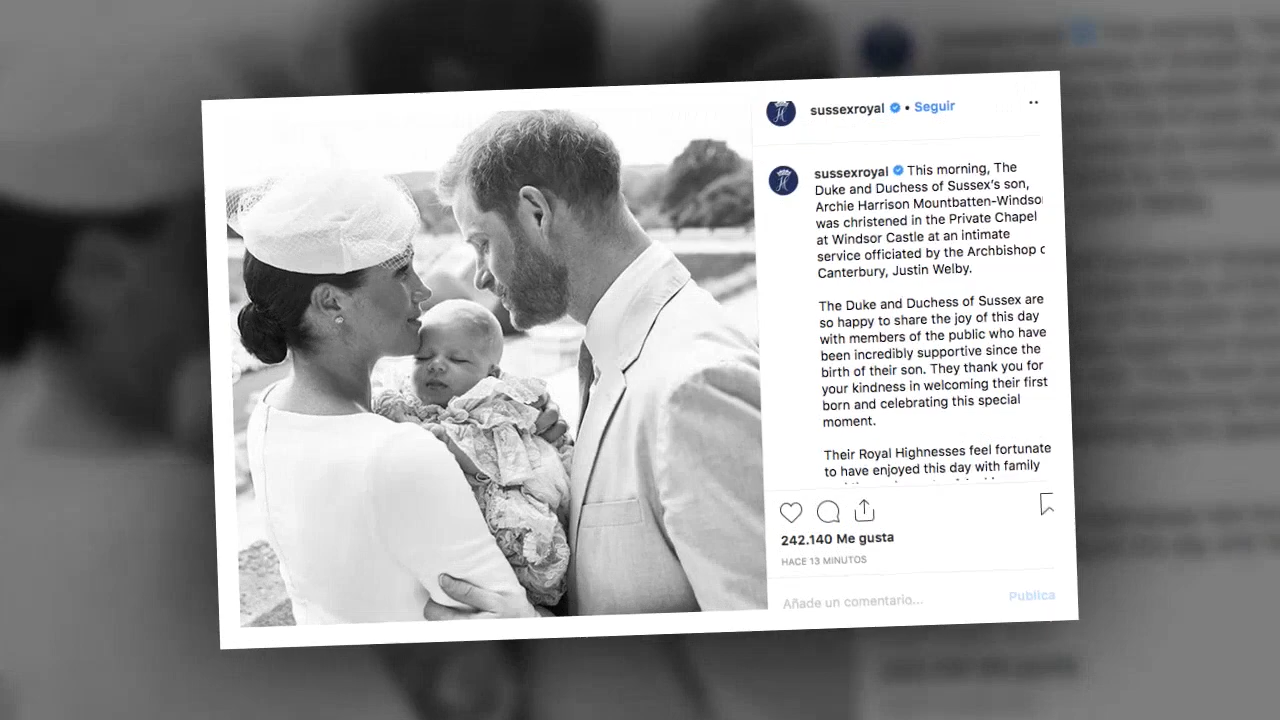 sussexroyal • Seguir
sussexroyal This morning, The
Duke and Duchess of Sussex's son,
Archie Harrison Mountbatten-Windso
was christened in the Private Chapel
at Windsor Castle at an intimate
service officiated by the Archbishop
Canterbury, Justin Welby.
The Duke and Duchess of Sussex are
so happy to share the joy of this day
with members of the public who have
been incredibly supportive since the
birth of their son. They thank you for
your kindness in welcoming their first
born and celebrating this special
moment.
Their Royal Highnesses feel fortunate
to have enjoyed this day with family
242.140 Me gusta
HACE 13 MINUTOS
Añade un comentario...
Publica